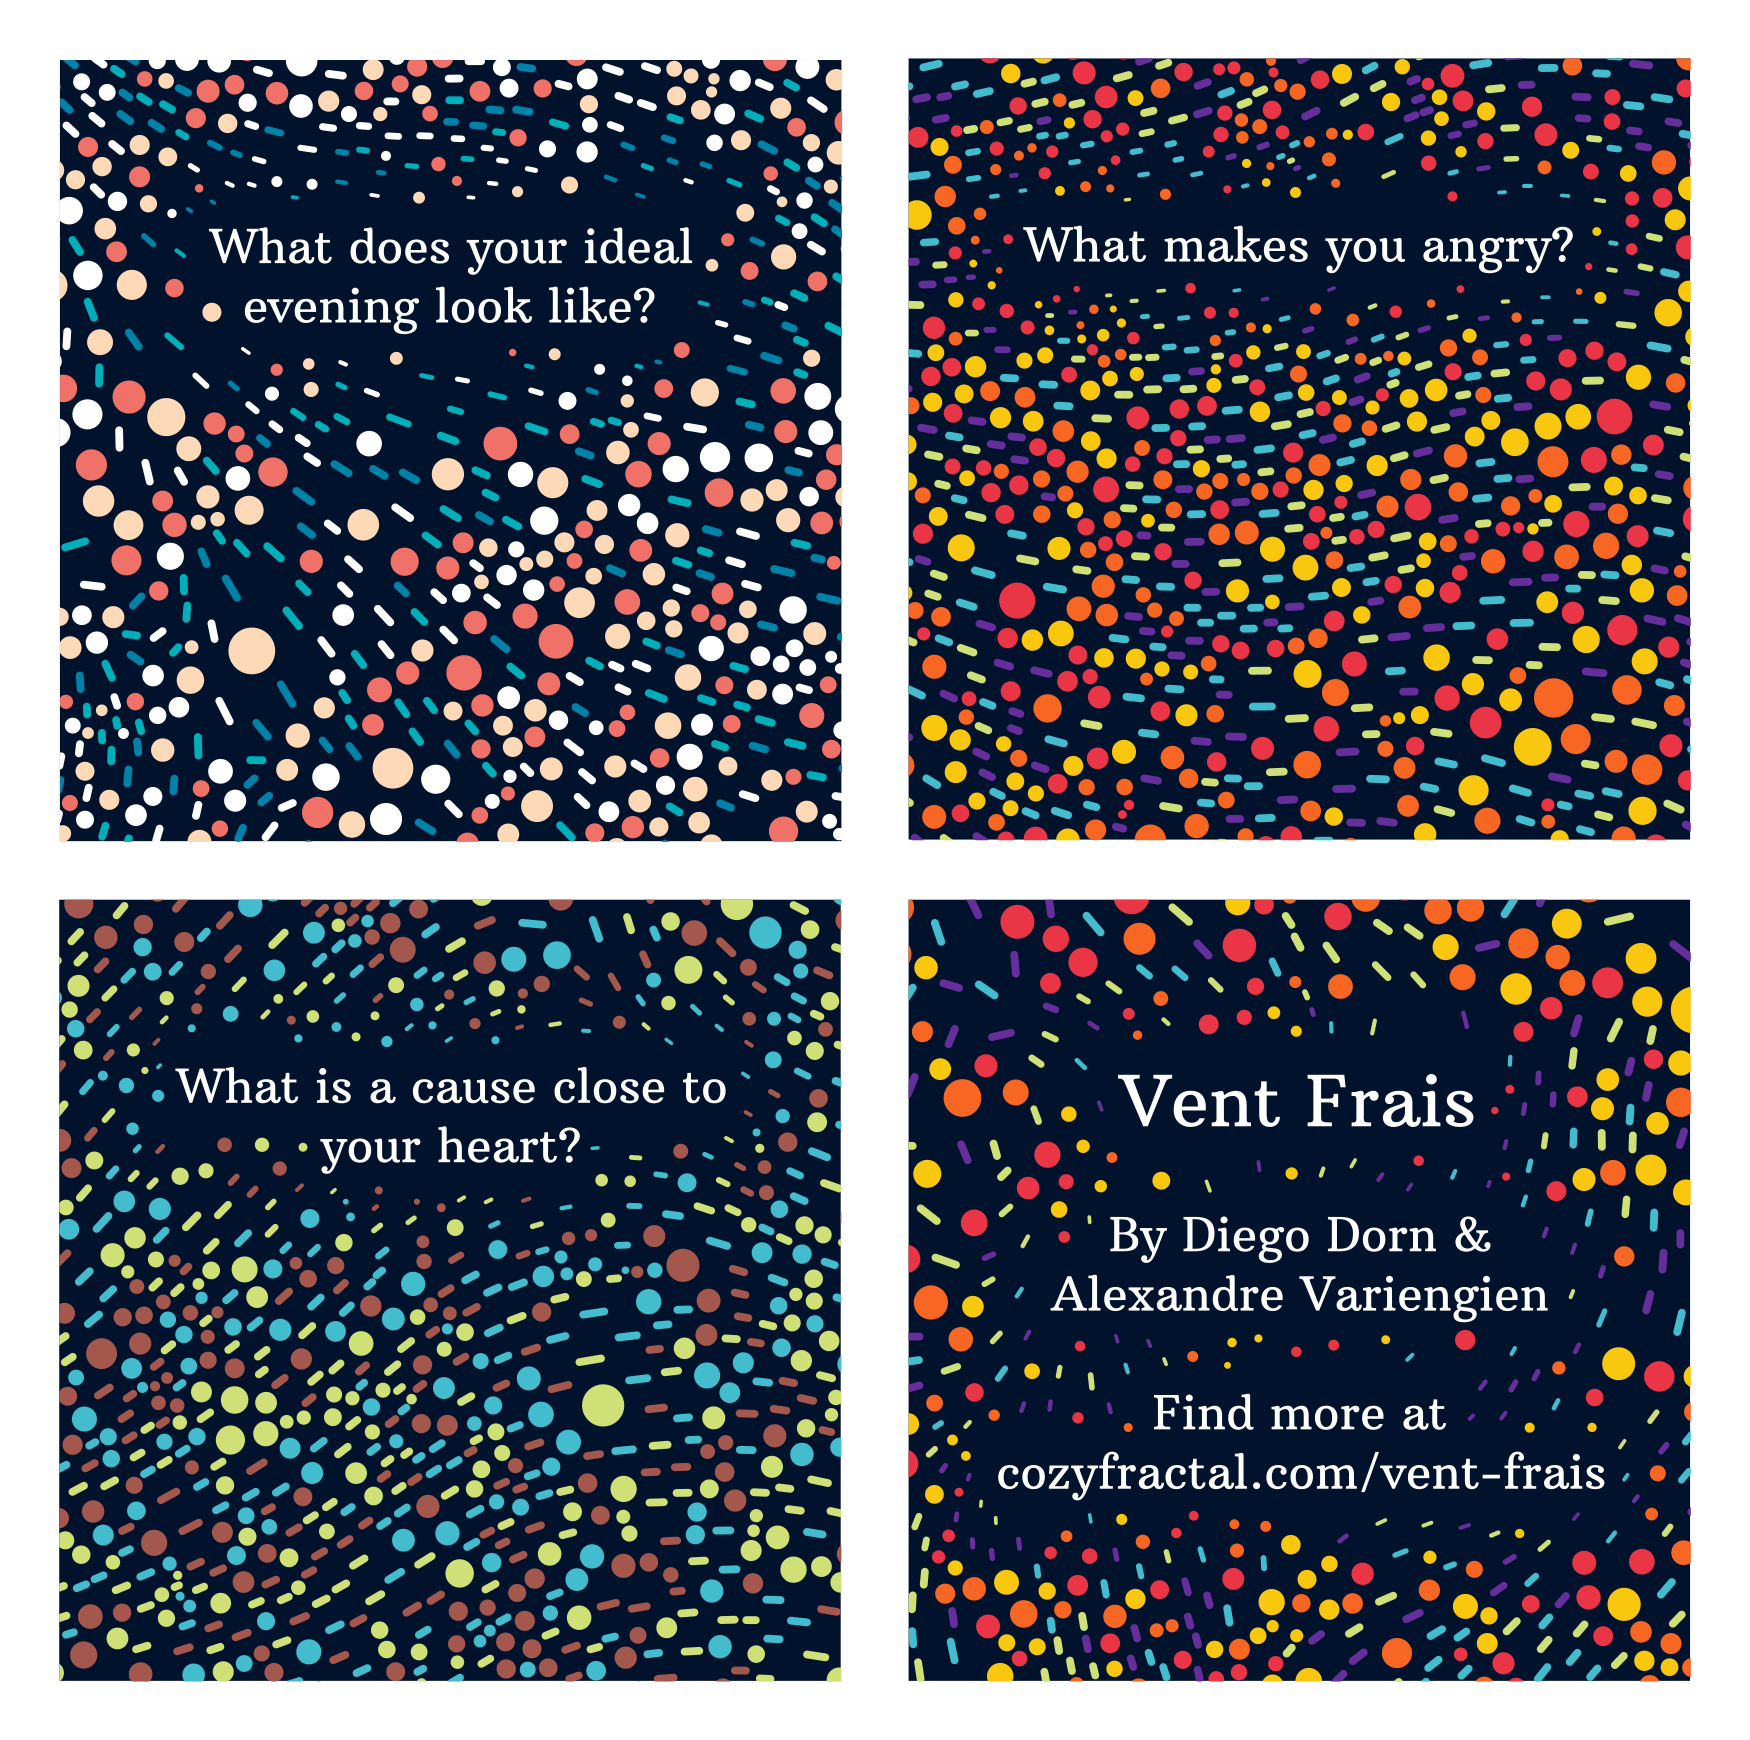 What does your ideal
evening look like?
What makes you angry?
What is a cause close to
your heart?
Vent Frais
By Diego Dorn &
Alexandre Variengien
Find more at
cozyfractal.com/vent-frais